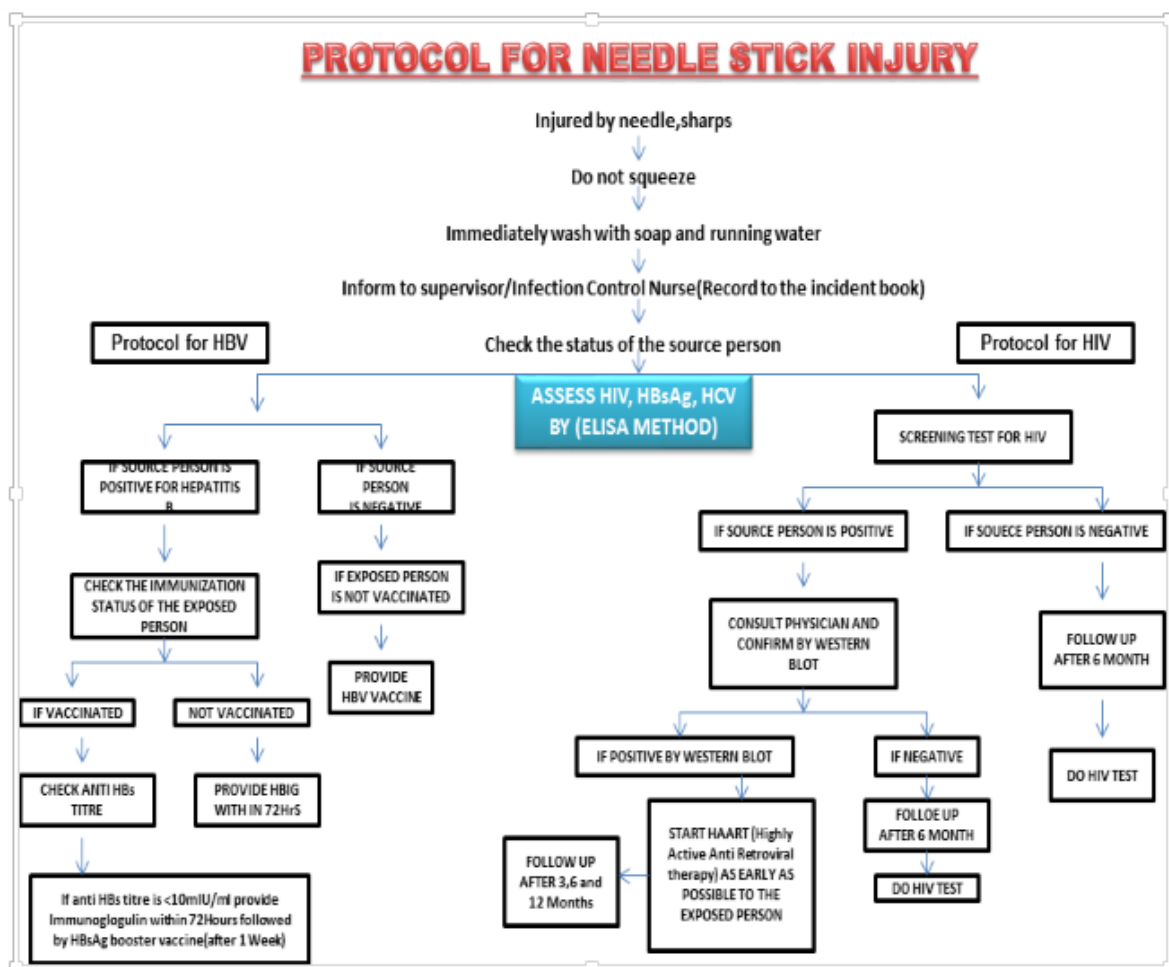 PROTOCOL FOR NEEDLE STICK INJURY
Injured by needle,sharps
Do not squeeze
Immediately wash with soap and running water
Inform to supervisor/Infection Control Nurse(Record to the incident book)
Check the status of the source person
Protocol for HBV
Protocol for HIV
ASSESS HIV, HBsAg, HCV
BY (ELISA METHOD)
IF SOURCE PERSON IS
POSITIVE FOR HEPATITIS
B
IF SOURCE
PERSON
IS NEGATIVE
CHECK THE IMMUNIZATION
STATUS OF THE EXPOSED
PERSON
IF EXPOSED PERSON
IS NOT VACCINATED
PROVIDE
HBV VACCINE
IF VACCINATED
NOT VACCINATED
CHECK ANTI HBs
TITRE
PROVIDE HBIG
WITH IN 72HrS
If anti HBs titre is <10mIU/ml provide
Immunoglogulin within 72Hours followed
by HBsAg booster vaccine(after 1 Week)
SCREENING TEST FOR HIV
IF SOURCE PERSON IS POSITIVE
IF SOUECE PERSON IS NEGATIVE
CONSULT PHYSICIAN AND
CONFIRM BY WESTERN
BLOT
FOLLOW UP
AFTER 6 MONTH
DO HIV TEST
IF POSITIVE BY WESTERN BLOT
IF NEGATIVE
START HAART (Highly
Active Anti Retroviral
therapy) AS EARLY AS
POSSIBLE TO THE
EXPOSED PERSON
FOLLOW UP
AFTER 3,6 and
12 Months
FOLLOE UP
AFTER 6 MONTH
DO HIV TEST